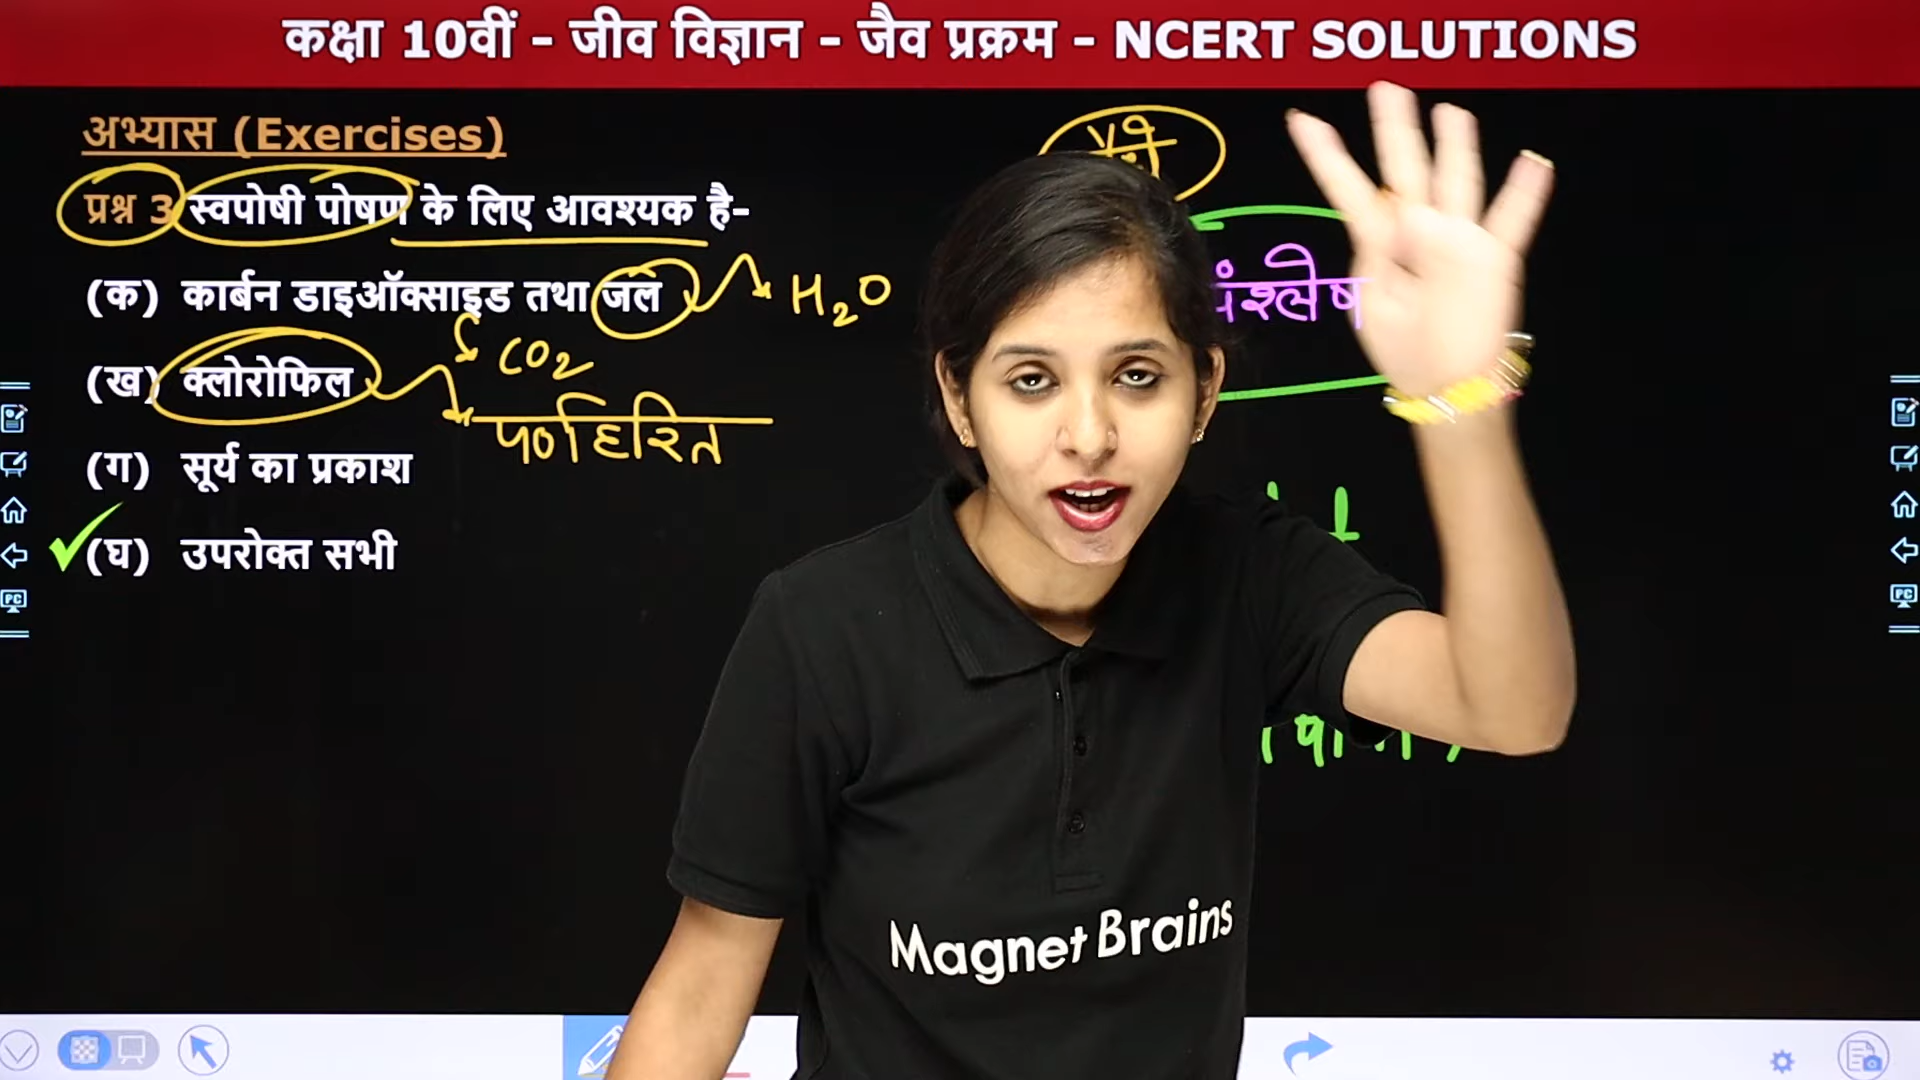 कक्षा 10वीं - जीव विज्ञान - जैव प्रक्रम - NCERT SOLUTIONS
अभ्यास (Exercises)
प्रश्न 3 स्वपोषी पोषण के लिए आवश्यक है-
(क) कार्बन डाइऑक्साइड तथा जल
H2O
CO2
(ख) क्लोरोफिल
पर्णहरित
(ग) सूर्य का प्रकाश
(घ) उपरोक्त सभी
Magnet Brains